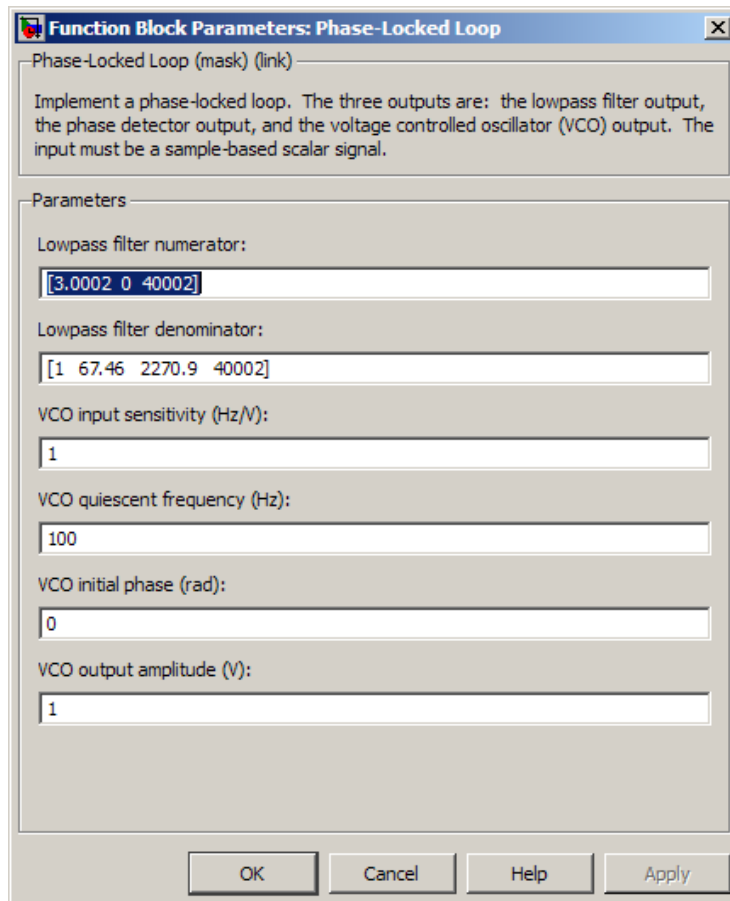 Function Block Parameters: Phase-Locked Loop
Phase-Locked Loop (mask) (link)
Implement a phase-locked loop. The three outputs are: the lowpass filter output,
the phase detector output, and the voltage controlled oscillator (VCO) output. The
input must be a sample-based scalar signal.
Parameters
Lowpass filter numerator:
[3.0002 0 40002]
Lowpass filter denominator:
[1 67.46 2270.9 40002]
VCO input sensitivity (Hz/V):
1
VCO quiescent frequency (Hz):
100
VCO initial phase (rad):
0
VCO output amplitude (V):
1
OK Cancel Help Apply